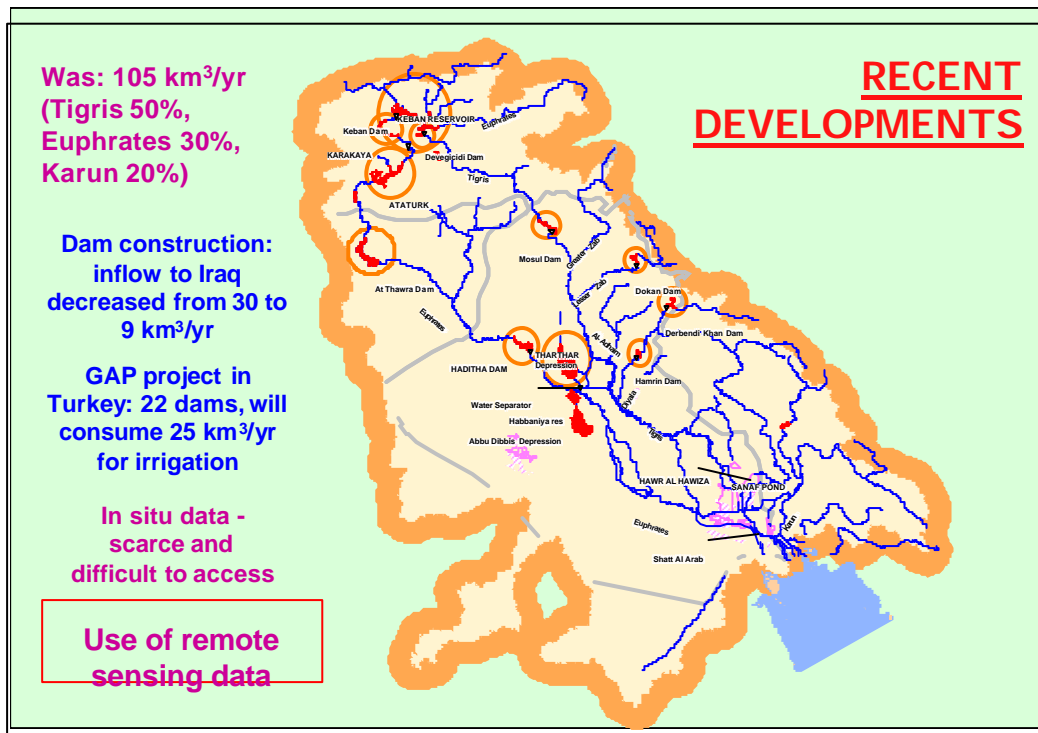 RECENT
DEVELOPMENTS
Was: 105 km³/yr
(Tigris 50%,
Euphrates 30%,
Karun 20%)
Dam construction:
inflow to Iraq
decreased from 30 to
9 km³/yr
GAP project in
Turkey: 22 dams, will
consume 25 km³/yr
for irrigation
In situ data -
scarce and
difficult to access
Use of remote
sensing data
KEBAN RESERVOIR
Euphrates
Keban Dam
KARAKAYA
Devegicidi Dam
Tigris
ATATURK
Mosul Dam
Greater Zab
At Thawra Dam
Lesser Zab
Dokan Dam
Euphrates
Al-Adhaim
Derbendi' Khan Dam
THARTHAR
Depression
HADITHA DAM
Hamrin Dam
Diyala
Water Separator
Habbaniya res
Tigris
Abbu Dibbis Depression
HAWR AL HAWIZA
SANAF POND
Euphrates
Karun
Shatt Al Arab